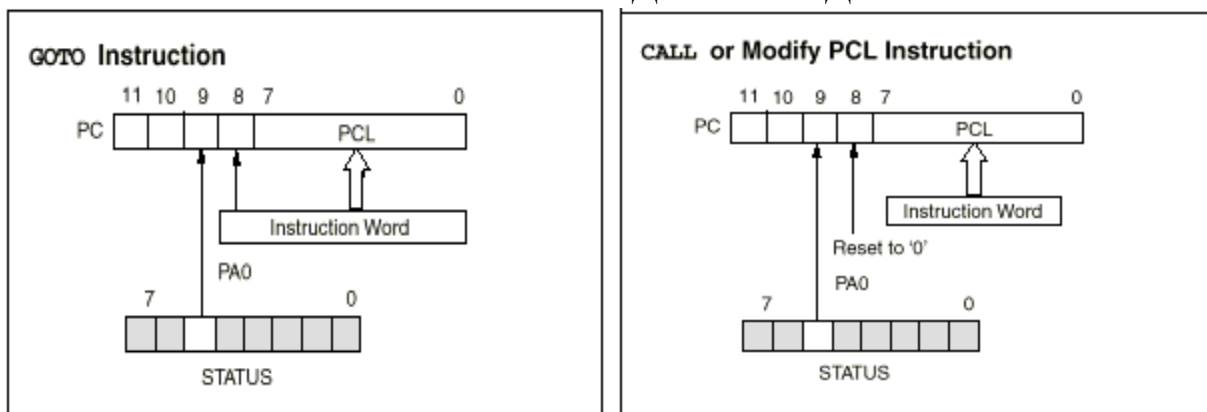 GOTO Instruction
11 10 9 8 7 0
PC PCL
Instruction Word
PA0
7 0
STATUS
CALL or Modify PCL Instruction
11 10 9 8 7 0
PC PCL
Instruction Word
Reset to ‘0’
PA0
7 0
STATUS